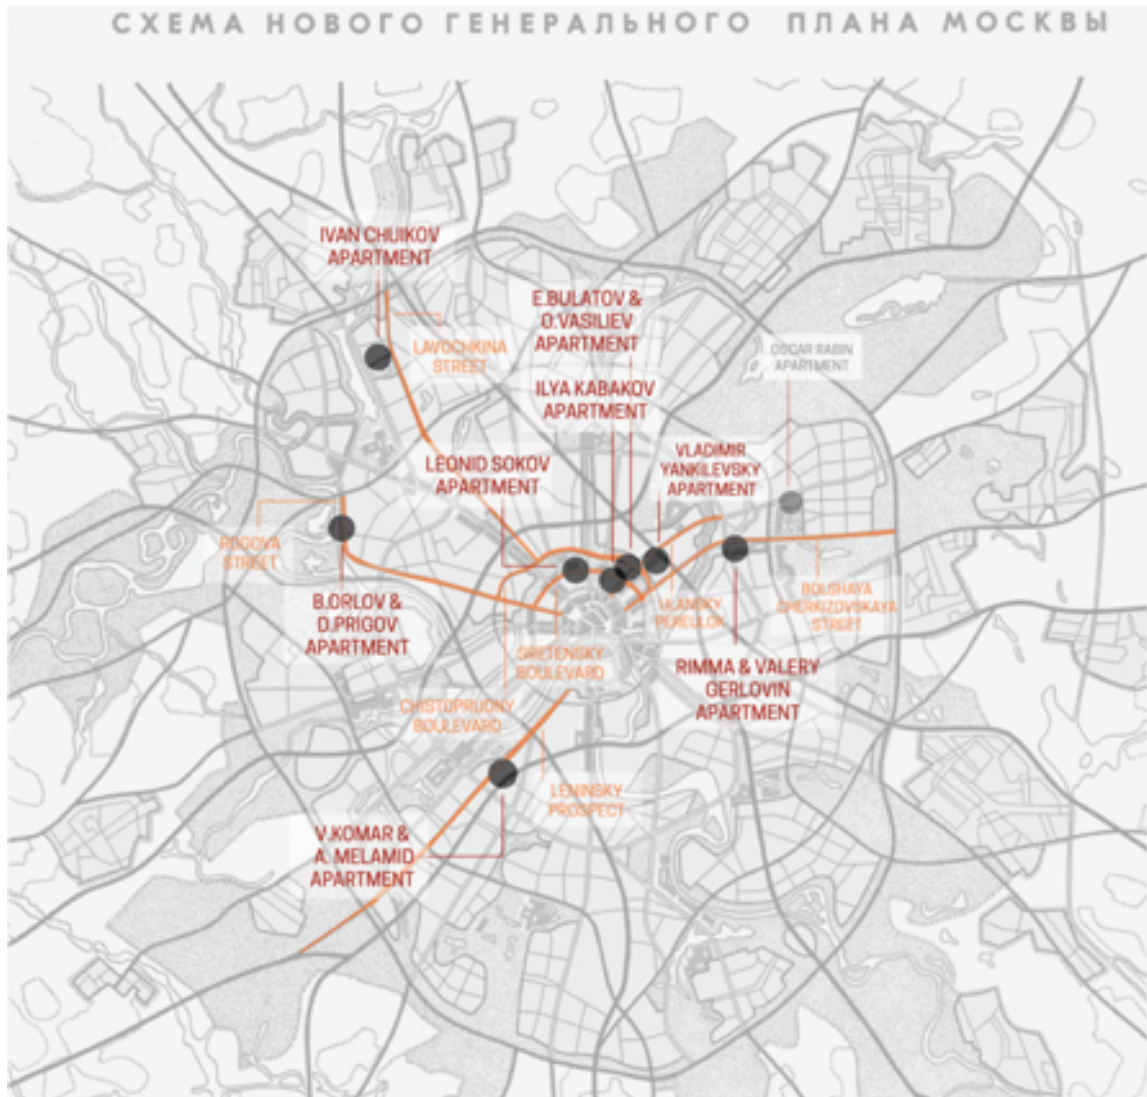 СХЕМА НОВОГО ГЕНЕРАЛЬНОГО ПЛАНА МОСКВЫ
IVAN CHUIKOV
APARTMENT
E.BULATOV &
O.VASILIEV
APARTMENT
LAVOCHKINA
STREET
OSCAR RABIN
APARTMENT
ILYA KABAKOV
APARTMENT
LEONID SOKOV
APARTMENT
VLADIMIR
YANKILEVSKY
APARTMENT
ROGOVA
STREET
B.ORLOV &
D.PRIGOV
APARTMENT
ULANSKY
PEREULOK
BOLSHAYA
CHERKIZOVSKAYA
STREET
SRETENSKY
BOULEVARD
RIMMA & VALERY
GERLOVIN
APARTMENT
CHISTOPRUDNY
BOULEVARD
LENINSKY
PROSPECT
V.KOMAR &
A. MELAMID
APARTMENT